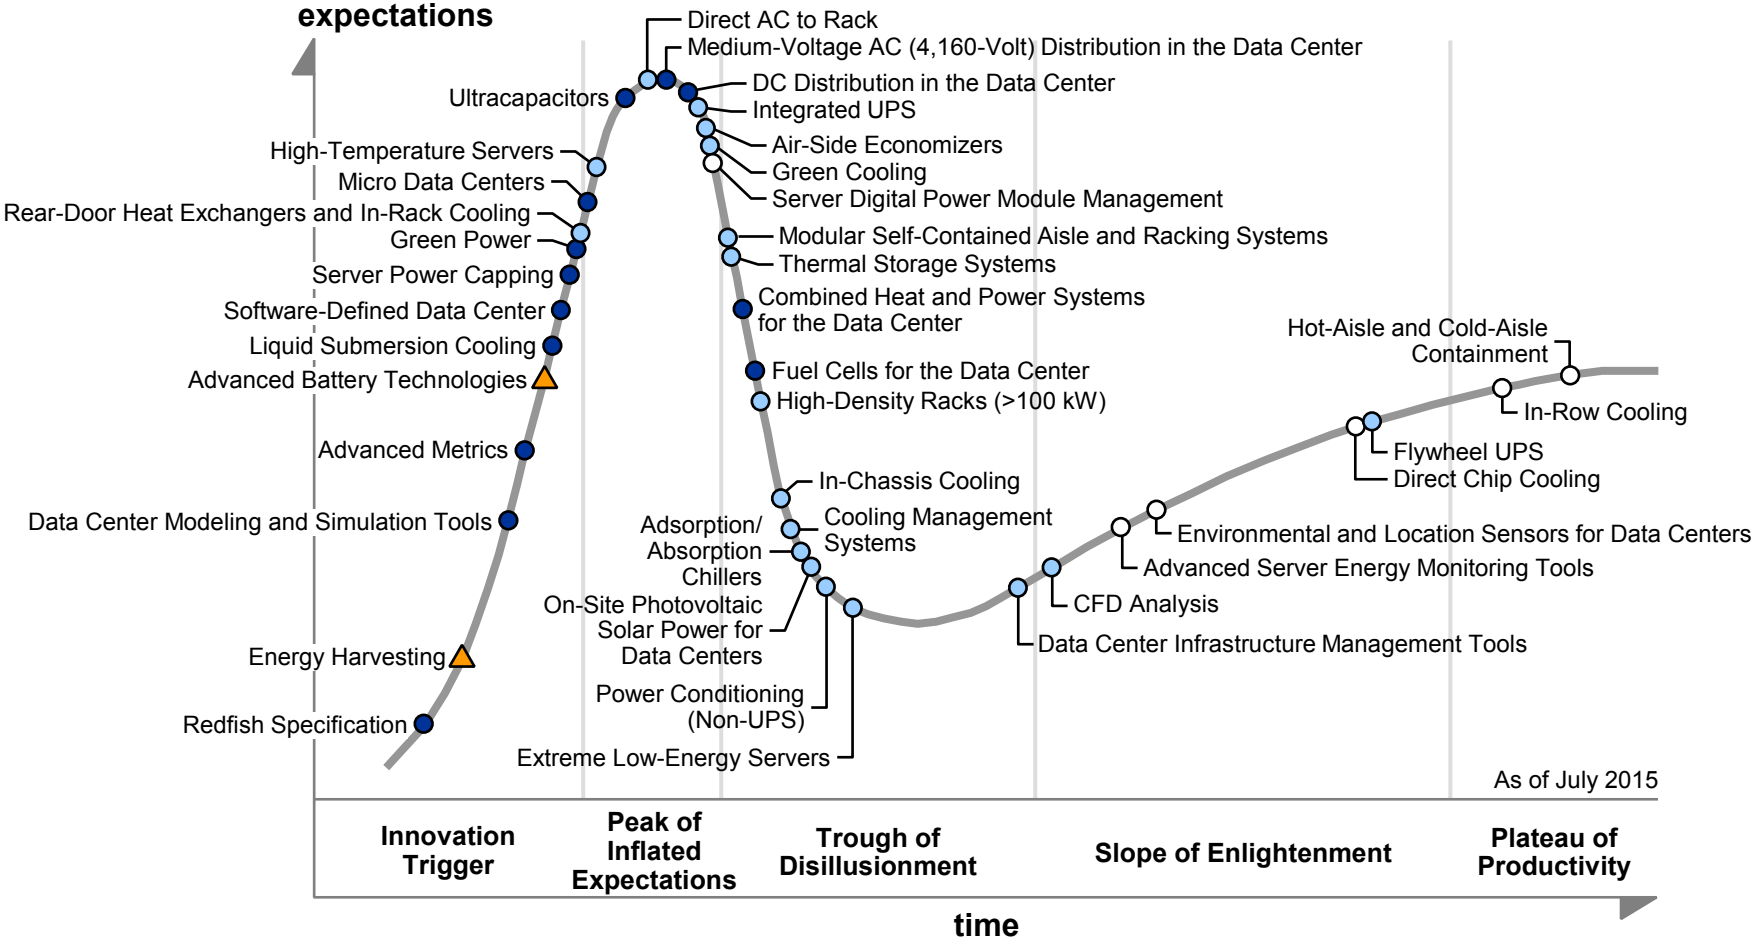 expectations
Direct AC to Rack
Medium-Voltage AC (4,160-Volt) Distribution in the Data Center
DC Distribution in the Data Center
Ultracapacitors
Integrated UPS
Air-Side Economizers
High-Temperature Servers
Green Cooling
Micro Data Centers
Server Digital Power Module Management
Rear-Door Heat Exchangers and In-Rack Cooling
Green Power
Modular Self-Contained Aisle and Racking Systems
Thermal Storage Systems
Server Power Capping
Combined Heat and Power Systems
for the Data Center
Software-Defined Data Center
Hot-Aisle and Cold-Aisle
Containment
Liquid Submersion Cooling
Fuel Cells for the Data Center
Advanced Battery Technologies
High-Density Racks (>100 kW)
In-Row Cooling
Advanced Metrics
Flywheel UPS
Direct Chip Cooling
In-Chassis Cooling
Data Center Modeling and Simulation Tools
Cooling Management
Systems
Adsorption/
Absorption
Chillers
Environmental and Location Sensors for Data Centers
Advanced Server Energy Monitoring Tools
CFD Analysis
On-Site Photovoltaic
Solar Power for
Data Centers
Data Center Infrastructure Management Tools
Energy Harvesting
Power Conditioning
(Non-UPS)
Redfish Specification
Extreme Low-Energy Servers
As of July 2015
Innovation
Trigger
Peak of
Inflated
Expectations
Trough of
Disillusionment
Slope of Enlightenment
Plateau of
Productivity
time